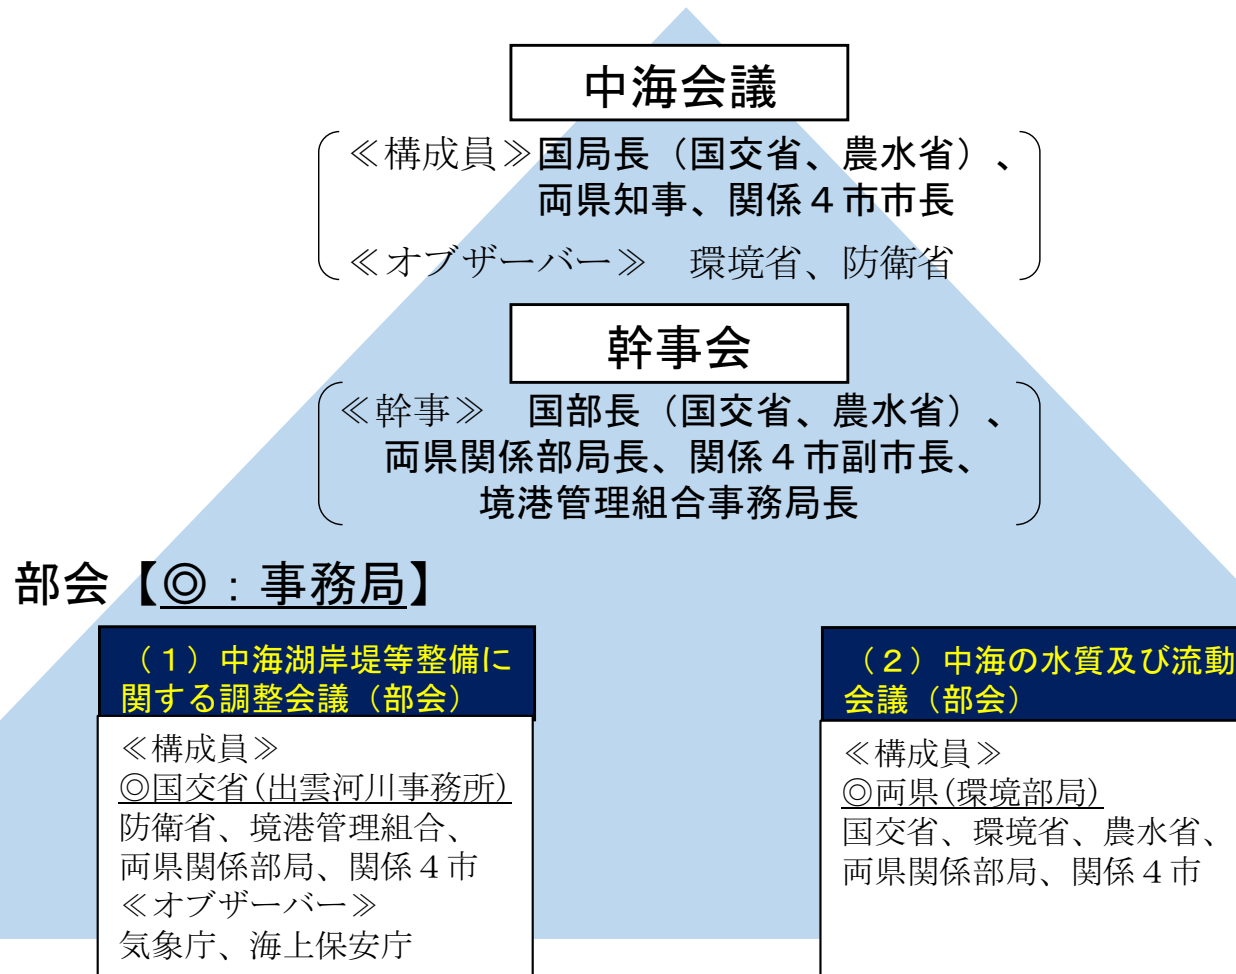 中海会議
≪構成員≫国局長（国交省、農水省）、
両県知事、関係４市市長
≪オブザーバー≫　環境省、防衛省
幹事会
≪幹事≫　国部長（国交省、農水省）、
両県関係部局長、関係４市副市長、
境港管理組合事務局長
部会【◎：事務局】
（１）中海湖岸堤等整備に
関する調整会議（部会）
≪構成員≫
◎国交省(出雲河川事務所)
防衛省、境港管理組合、
両県関係部局、関係４市
≪オブザーバー≫
気象庁、海上保安庁
（２）中海の水質及び流動
会議（部会）
≪構成員≫
◎両県(環境部局)
国交省、環境省、農水省、
両県関係部局、関係４市